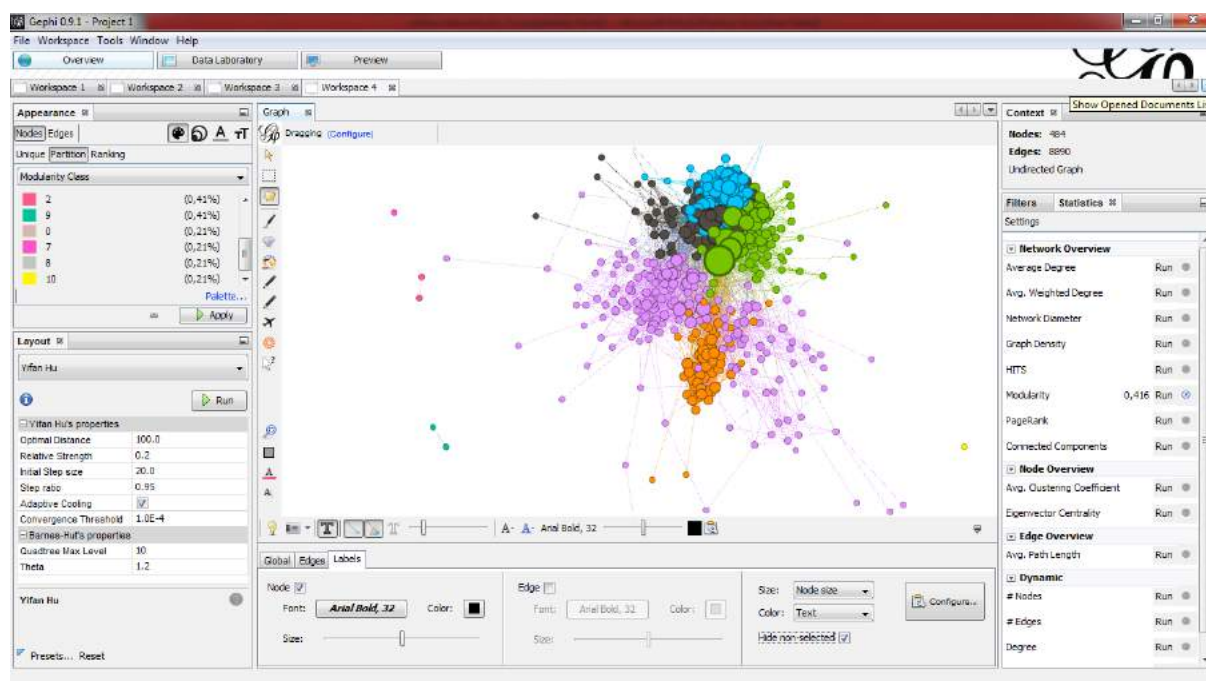 Gephi 0.9.1 - Project 1
File Workspace Tools Window Help
Overview Data Laboratory Preview
Workspace 1 Workspace 2 Workspace 3 Workspace 4
Show Opened Documents Li
Appearance
Nodes Edges
Unique Partition Ranking
Modularity Class
2 (0,41%)
9 (0,41%)
0 (0,21%)
7 (0,21%)
8 (0,21%)
10 (0,21%)
Palette...
Apply
Layout
Yifan Hu
Run
Yifan Hu's properties
Optimal Distance 100.0
Relative Strength 0.2
Initial Step size 20.0
Step ratio 0.95
Adaptive Cooling
Convergence Threshold 1.0E-4
Barnes-Hut's properties
Quadtree Max Level 10
Theta 1.2
Yifan Hu
Presets... Reset
Graph
Dragging (Configure)
A- A- Arial Bold, 32
Global Edges Labels
Node
Font: Arial Bold, 32 Color:
Size:
Edge
Font: Arial Bold, 32 Color:
Size:
Size: Node size
Color: Text
Hide non-selected
Configure...
Context
Nodes: 484
Edges: 8890
Undirected Graph
Filters Statistics
Settings
Network Overview
Average Degree Run
Avg. Weighted Degree Run
Network Diameter Run
Graph Density Run
HITS Run
Modularity 0,416 Run
PageRank Run
Connected Components Run
Node Overview
Avg. Clustering Coefficient Run
Eigenvector Centrality Run
Edge Overview
Avg. Path Length Run
Dynamic
# Nodes Run
# Edges Run
Degree Run